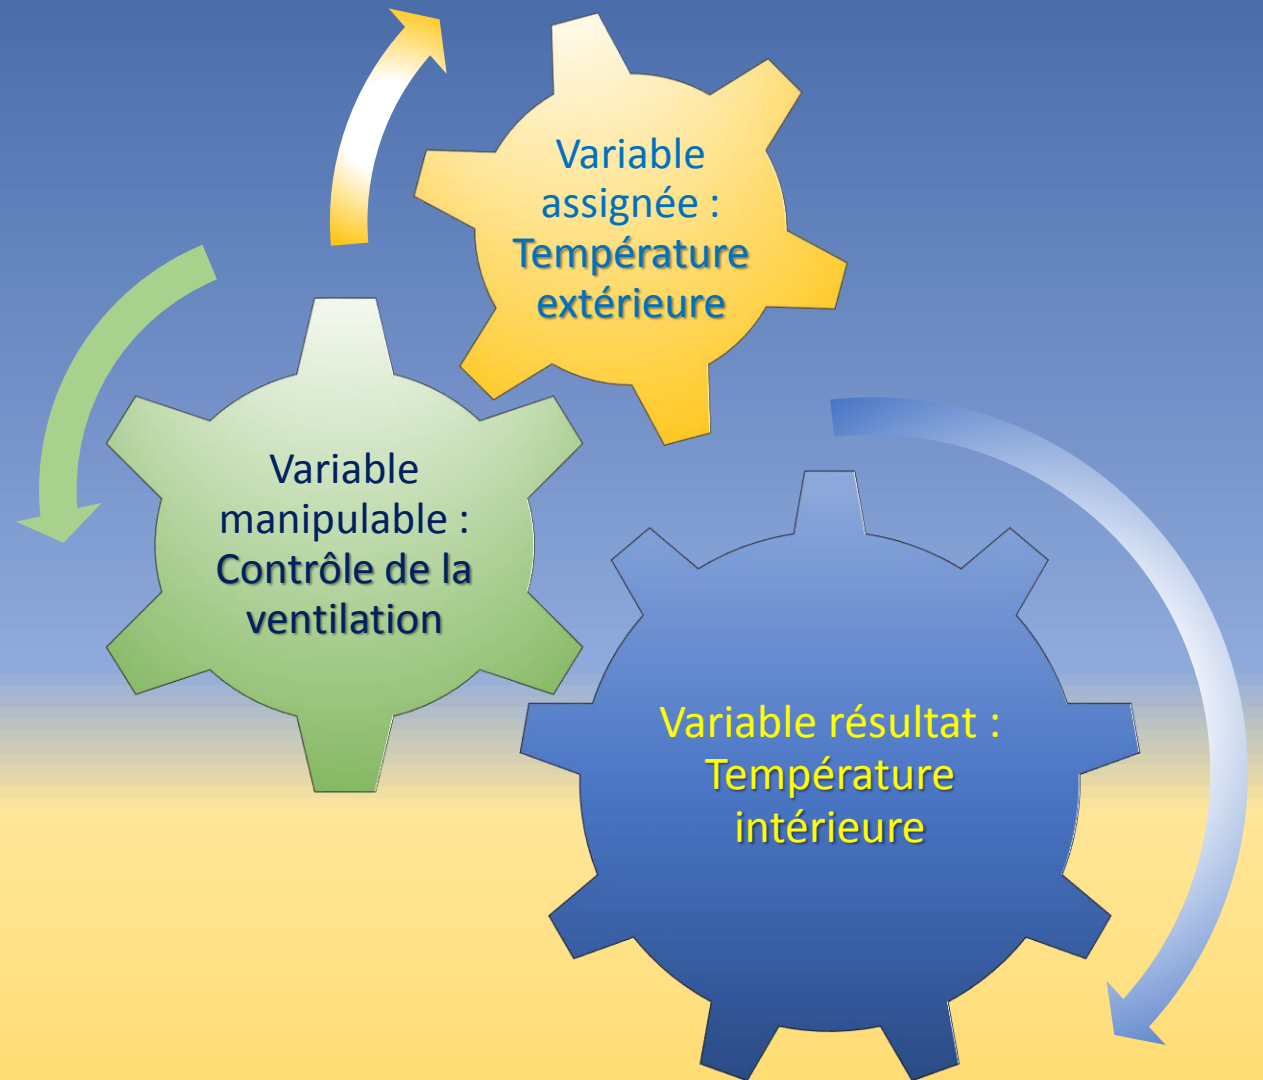 Variable
assignée :
Température
extérieure
Variable
manipulable :
Contrôle de la
ventilation
Variable résultat :
Température
intérieure